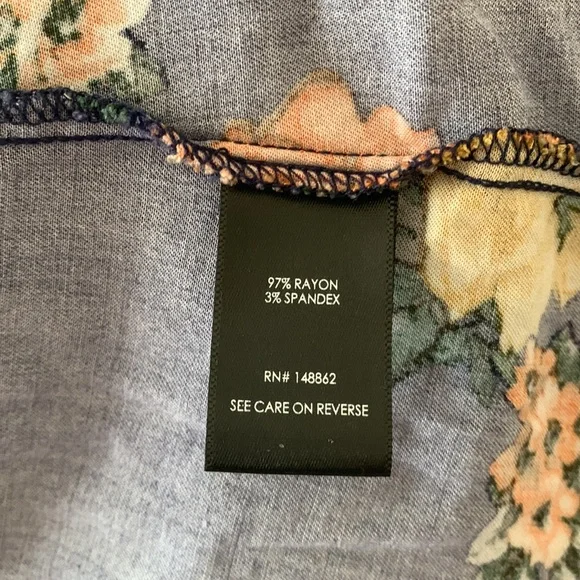 97% RAYON
3% SPANDEX
RN# 148862
SEE CARE ON REVERSE